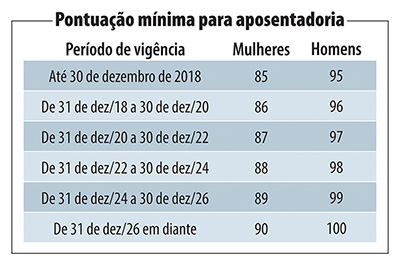 Pontuação mínima para aposentadoria
Período de vigência Mulheres Homens
Até 30 de dezembro de 2018 85 95
De 31 de dez/18 a 30 de dez/20 86 96
De 31 de dez/20 a 30 de dez/22 87 97
De 31 de dez/22 a 30 de dez/24 88 98
De 31 de dez/24 a 30 de dez/26 89 99
De 31 de dez/26 em diante 90 100